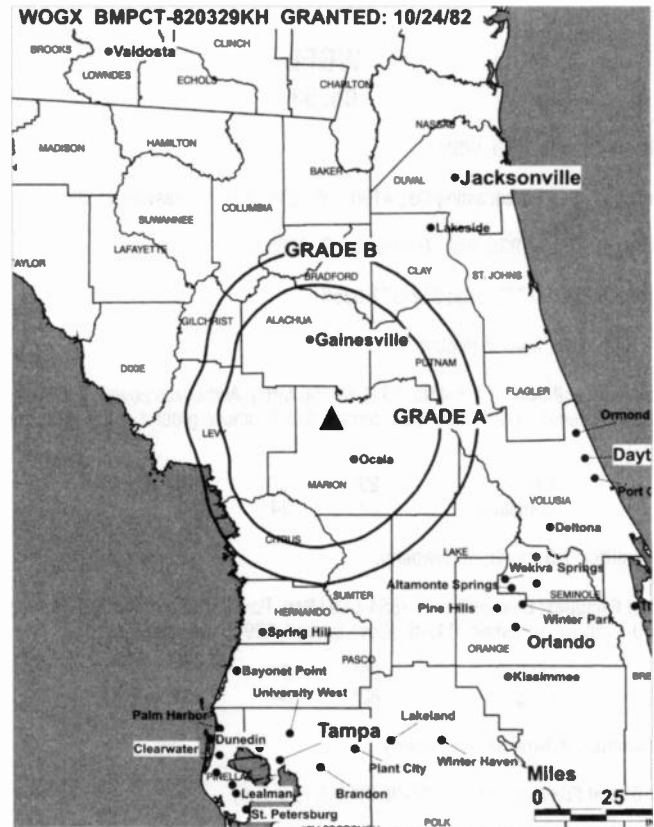 WOGX BMPCT-820329KH GRANTED: 10/24/82
BROOKS
Valdosta
LOWNDES
ECHOLS
CLINCH
CHARLTON
NASSAU
MADISON
HAMILTON
BAKER
DUVAL
Jacksonville
SUWANNEE
COLUMBIA
Lakeside
LAFAYETTE
TAYLOR
GRADE B
BRADFORD
CLAY
ST. JOHNS
GILCHRIST
ALACHUA
Gainesville
PUTNAM
DIXIE
FLAGLER
LEVY
GRADE A
Ormond
Ocala
Dayt
MARION
Port O
VOLUSIA
Deltona
CITRUS
LAKE
Wekiva Springs
SUMTER
Altamonte Springs
SEMINOLE
HERNANDO
Pine Hills
Winter Park
Spring Hill
Orlando
ORANGE
PASCO
BRE
Bayonet Point
Kissimmee
University West
Palm Harbor
Tampa
Lakeland
Dunedin
Clearwater
Plant City
Winter Haven
PINELLA
Miles
Lealman
Brandon
0 25
St. Petersburg
POLK